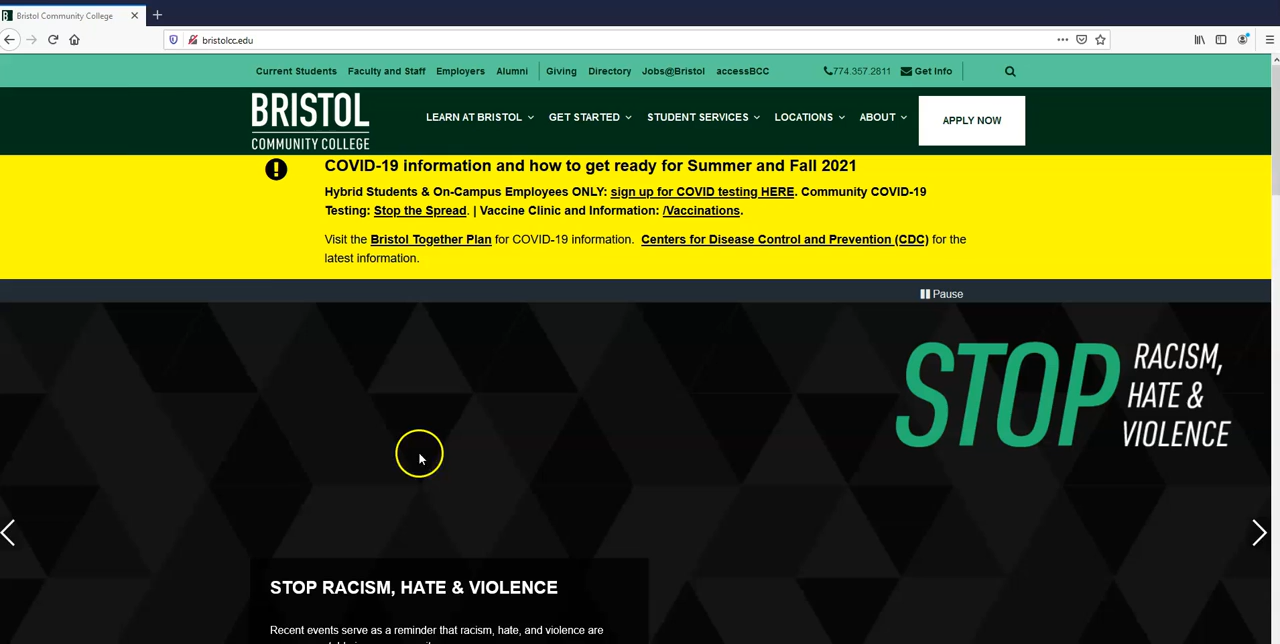 Bristol Community College
bristolcc.edu
Current Students Faculty and Staff Employers Alumni Giving Directory Jobs@Bristol accessBCC 774.357.2811 Get Info
BRISTOL
COMMUNITY COLLEGE
LEARN AT BRISTOL GET STARTED STUDENT SERVICES LOCATIONS ABOUT APPLY NOW
COVID-19 information and how to get ready for Summer and Fall 2021
Hybrid Students & On-Campus Employees ONLY: sign up for COVID testing HERE. Community COVID-19
Testing: Stop the Spread. | Vaccine Clinic and Information: /Vaccinations.
Visit the Bristol Together Plan for COVID-19 information. Centers for Disease Control and Prevention (CDC) for the
latest information.
Pause
STOP RACISM,
HATE &
VIOLENCE
STOP RACISM, HATE & VIOLENCE
Recent events serve as a reminder that racism, hate, and violence are